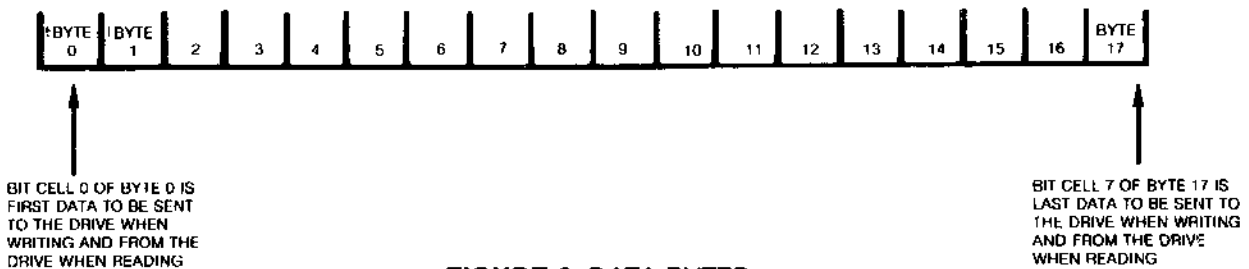 BYTE BYTE BYTE
0 1 2 3 4 5 6 7 8 9 10 11 12 13 14 15 16 17
BIT CELL 0 OF BYTE 0 IS
FIRST DATA TO BE SENT
TO THE DRIVE WHEN
WRITING AND FROM THE
DRIVE WHEN READING
BIT CELL 7 OF BYTE 17 IS
LAST DATA TO BE SENT TO
THE DRIVE WHEN WRITING
AND FROM THE DRIVE
WHEN READING